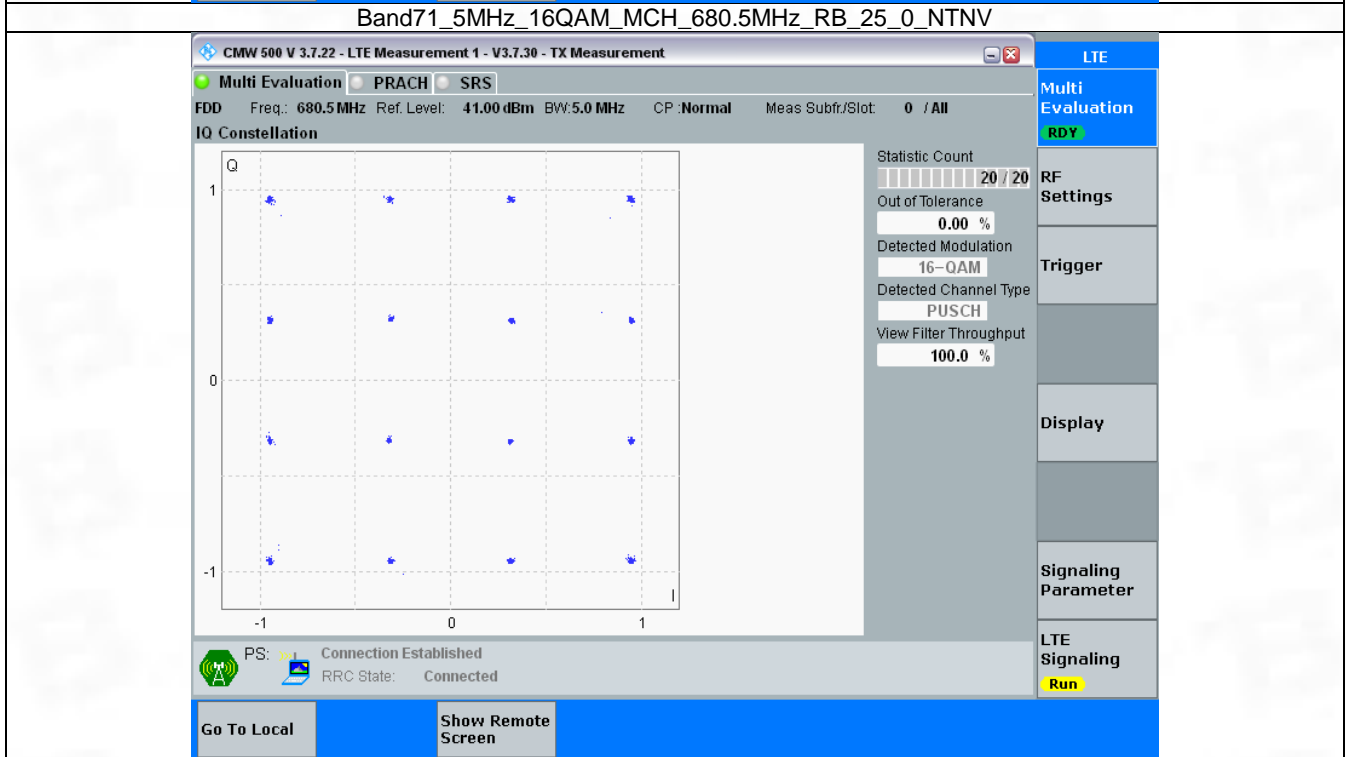 Band71_5MHz_16QAM_MCH_680.5MHz_RB_25_0_NTNV
CMW 500 V 3.7.22 - LTE Measurement 1 - V3.7.30 - TX Measurement
LTE
Multi Evaluation PRACH SRS
Multi
Evaluation
RDY
FDD Freq.: 680.5 MHz Ref. Level: 41.00 dBm BW: 5.0 MHz CP :Normal Meas Subfr./Slot: 0 / All
IQ Constellation
Q
1
0
-1
-1 0 1
I
Statistic Count
20 / 20
Out of Tolerance
0.00 %
Detected Modulation
16-QAM
Detected Channel Type
PUSCH
View Filter Throughput
100.0 %
RF
Settings
Trigger
Display
Signaling
Parameter
LTE
Signaling
Run
PS: Connection Established
RRC State: Connected
Go To Local
Show Remote
Screen